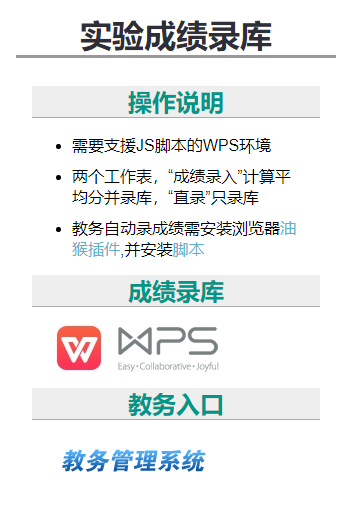 实验成绩录库
操作说明
需要支援JS脚本的WPS环境
两个工作表，“成绩录入”计算平
均分并录库，“直录”只录库
教务自动录成绩需安装浏览器油
猴插件,并安装脚本
成绩录库
WPS
Easy·Collaborative·Joyful
教务入口
教务管理系统